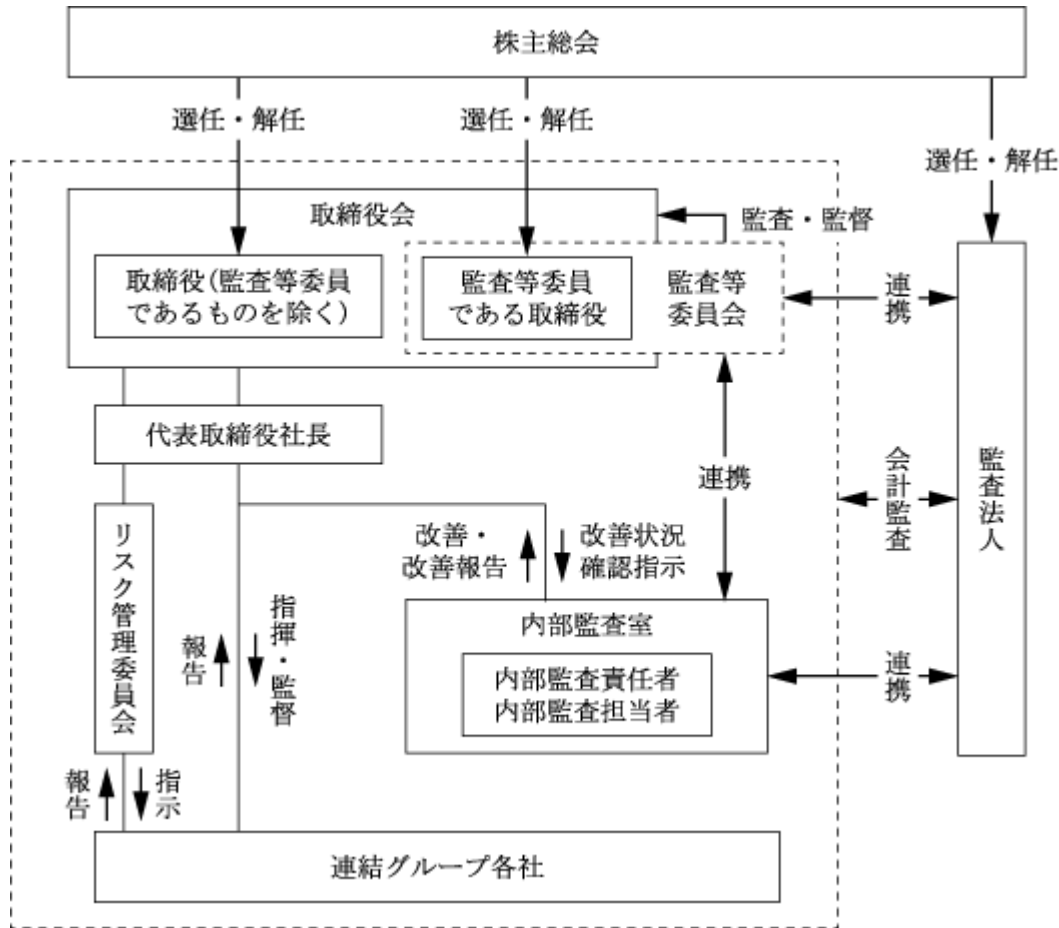 株主総会
選任・解任
選任・解任
選任・解任
取締役会
監査・監督
取締役(監査等委員
であるものを除く)
監査等委員
である取締役
監査等
委員会
連携
代表取締役社長
連携
会計監査
監査法人
リスク管理委員会
改善・
改善報告
改善状況
確認指示
報告
指揮・監督
内部監査室
内部監査責任者
内部監査担当者
連携
報告
指示
連結グループ各社